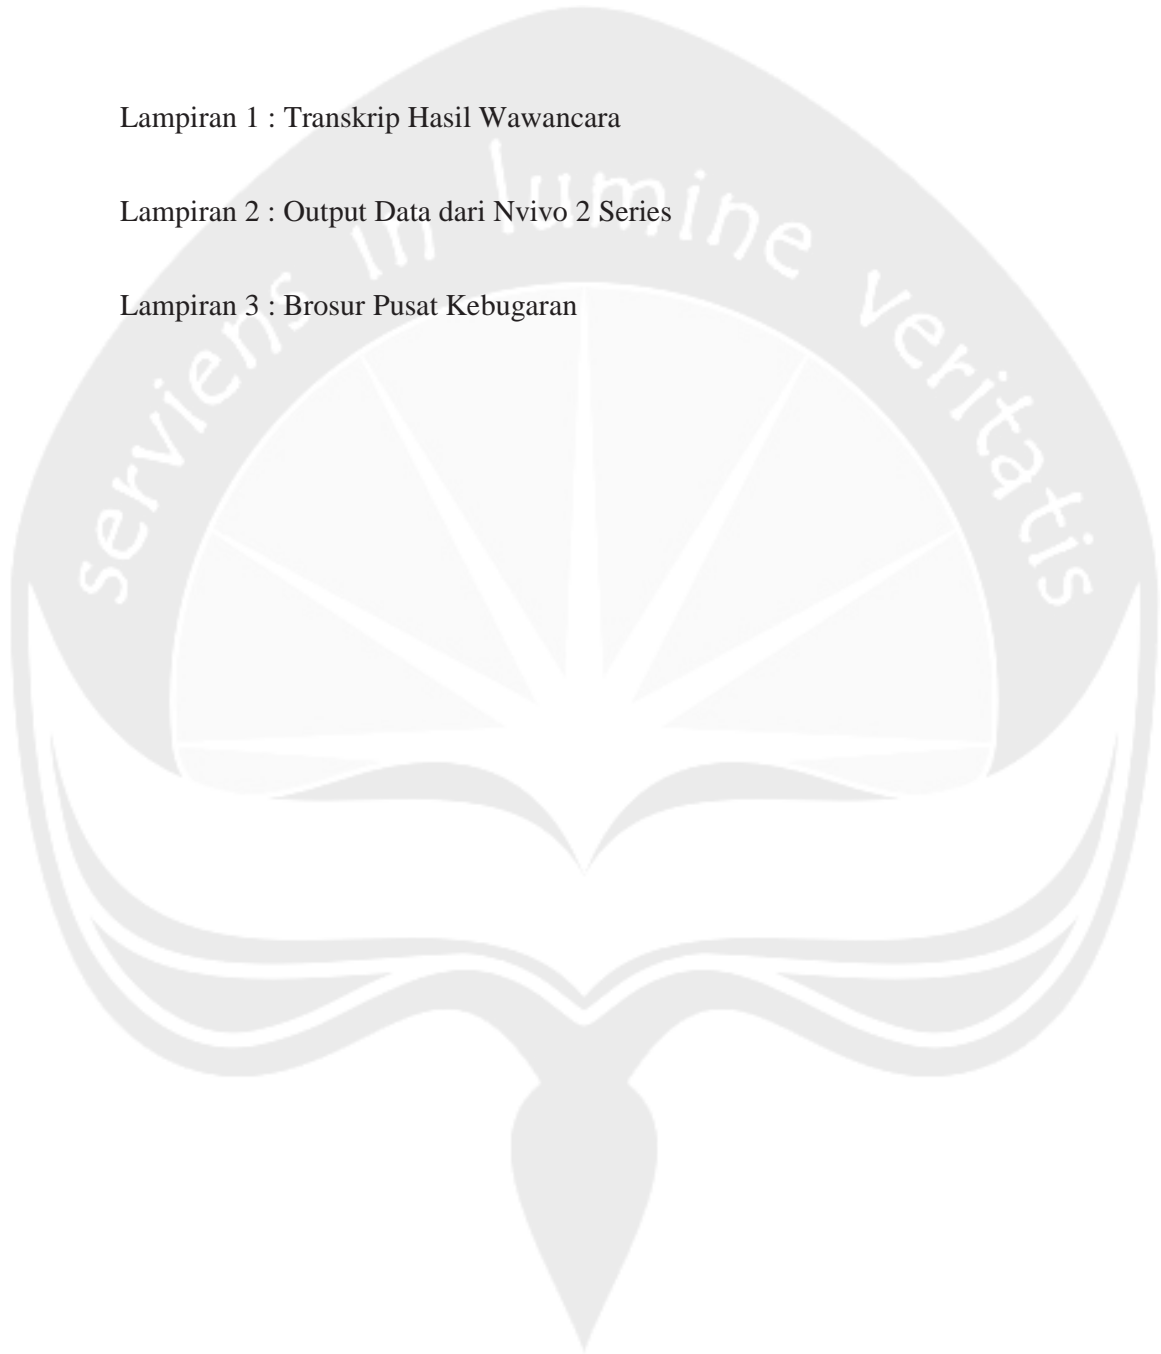 Lampiran 1 : Transkrip Hasil Wawancara
Lampiran 2 : Output Data dari Nvivo 2 Series
Lampiran 3 : Brosur Pusat Kebugaran
serviens in lumine veritatis